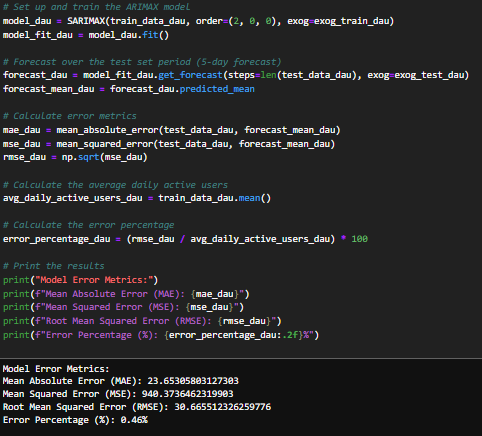 # Set up and train the ARIMAX model
model_dau = SARIMAX(train_data_dau, order=(2, 0, 0), exog=exog_train_dau)
model_fit_dau = model_dau.fit()
# Forecast over the test set period (5-day forecast)
forecast_dau = model_fit_dau.get_forecast(steps=len(test_data_dau), exog=exog_test_dau)
forecast_mean_dau = forecast_dau.predicted_mean
# Calculate error metrics
mae_dau = mean_absolute_error(test_data_dau, forecast_mean_dau)
mse_dau = mean_squared_error(test_data_dau, forecast_mean_dau)
rmse_dau = np.sqrt(mse_dau)
# Calculate the average daily active users
avg_daily_active_users_dau = train_data_dau.mean()
# Calculate the error percentage
error_percentage_dau = (rmse_dau / avg_daily_active_users_dau) * 100
# Print the results
print("Model Error Metrics:")
print(f"Mean Absolute Error (MAE): {mae_dau}")
print(f"Mean Squared Error (MSE): {mse_dau}")
print(f"Root Mean Squared Error (RMSE): {rmse_dau}")
print(f"Error Percentage (%): {error_percentage_dau:.2f}%")
Model Error Metrics:
Mean Absolute Error (MAE): 23.65305803127303
Mean Squared Error (MSE): 940.3736462319903
Root Mean Squared Error (RMSE): 30.665512326259776
Error Percentage (%): 0.46%